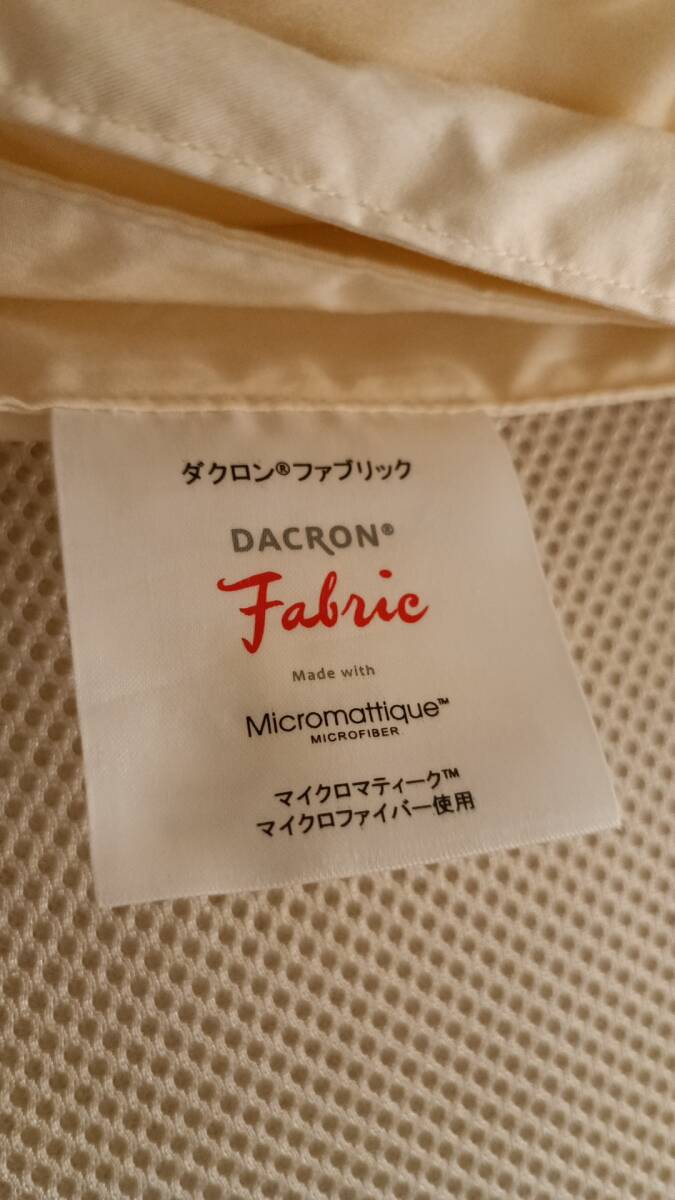 ダクロン®ファブリック
DACRON®
Fabric
Made with
Micromattique™
MICROFIBER
マイクロマティーク™
マイクロファイバー使用